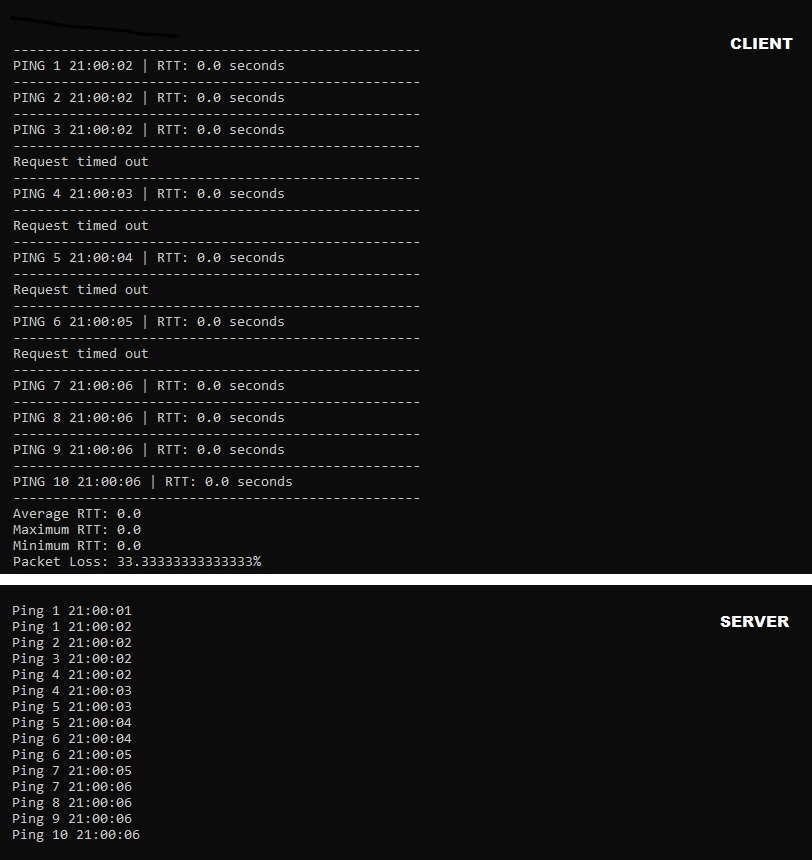 CLIENT
---------------------------------------------------
PING 1 21:00:02 | RTT: 0.0 seconds
---------------------------------------------------
PING 2 21:00:02 | RTT: 0.0 seconds
---------------------------------------------------
PING 3 21:00:02 | RTT: 0.0 seconds
---------------------------------------------------
Request timed out
---------------------------------------------------
PING 4 21:00:03 | RTT: 0.0 seconds
---------------------------------------------------
Request timed out
---------------------------------------------------
PING 5 21:00:04 | RTT: 0.0 seconds
---------------------------------------------------
Request timed out
---------------------------------------------------
PING 6 21:00:05 | RTT: 0.0 seconds
---------------------------------------------------
Request timed out
---------------------------------------------------
PING 7 21:00:06 | RTT: 0.0 seconds
---------------------------------------------------
PING 8 21:00:06 | RTT: 0.0 seconds
---------------------------------------------------
PING 9 21:00:06 | RTT: 0.0 seconds
---------------------------------------------------
PING 10 21:00:06 | RTT: 0.0 seconds
---------------------------------------------------
Average RTT: 0.0
Maximum RTT: 0.0
Minimum RTT: 0.0
Packet Loss: 33.33333333333333%
SERVER
Ping 1 21:00:01
Ping 1 21:00:02
Ping 2 21:00:02
Ping 3 21:00:02
Ping 4 21:00:02
Ping 4 21:00:03
Ping 5 21:00:03
Ping 5 21:00:04
Ping 6 21:00:04
Ping 6 21:00:05
Ping 7 21:00:05
Ping 7 21:00:06
Ping 8 21:00:06
Ping 9 21:00:06
Ping 10 21:00:06